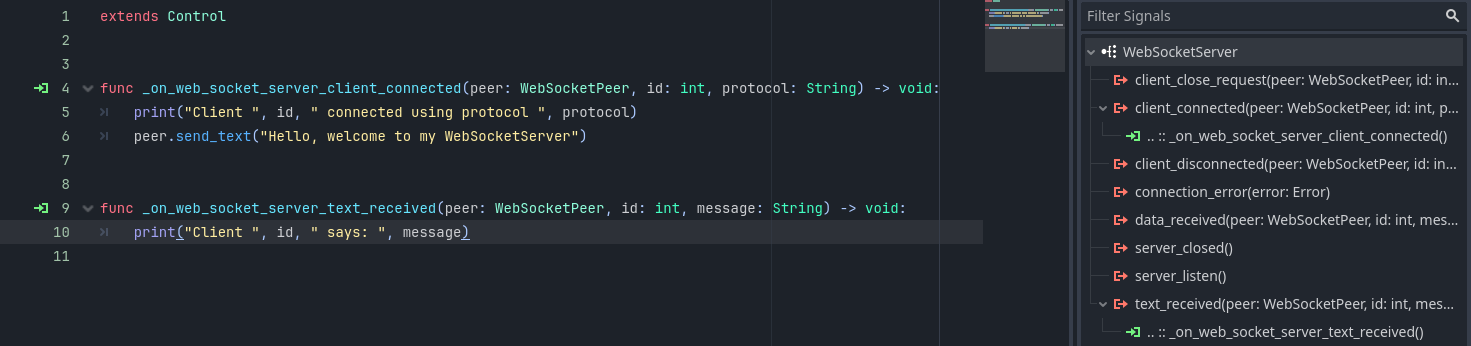 1 extends Control
2
3
4 func _on_web_socket_server_client_connected(peer: WebSocketPeer, id: int, protocol: String) -> void:
5 print("Client ", id, " connected using protocol ", protocol)
6 peer.send_text("Hello, welcome to my WebSocketServer")
7
8
9 func _on_web_socket_server_text_received(peer: WebSocketPeer, id: int, message: String) -> void:
10 print("Client ", id, " says: ", message)
11
Filter Signals
WebSocketServer
client_close_request(peer: WebSocketPeer, id: in...
client_connected(peer: WebSocketPeer, id: int, p...
.. :: _on_web_socket_server_client_connected()
client_disconnected(peer: WebSocketPeer, id: in...
connection_error(error: Error)
data_received(peer: WebSocketPeer, id: int, mes...
server_closed()
server_listen()
text_received(peer: WebSocketPeer, id: int, mes...
.. :: _on_web_socket_server_text_received()